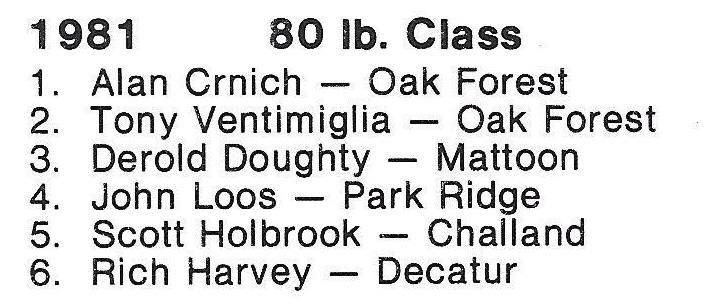 1981 80 lb. Class
1. Alan Crnich — Oak Forest
2. Tony Ventimiglia — Oak Forest
3. Derold Doughty — Mattoon
4. John Loos — Park Ridge
5. Scott Holbrook — Challand
6. Rich Harvey — Decatur